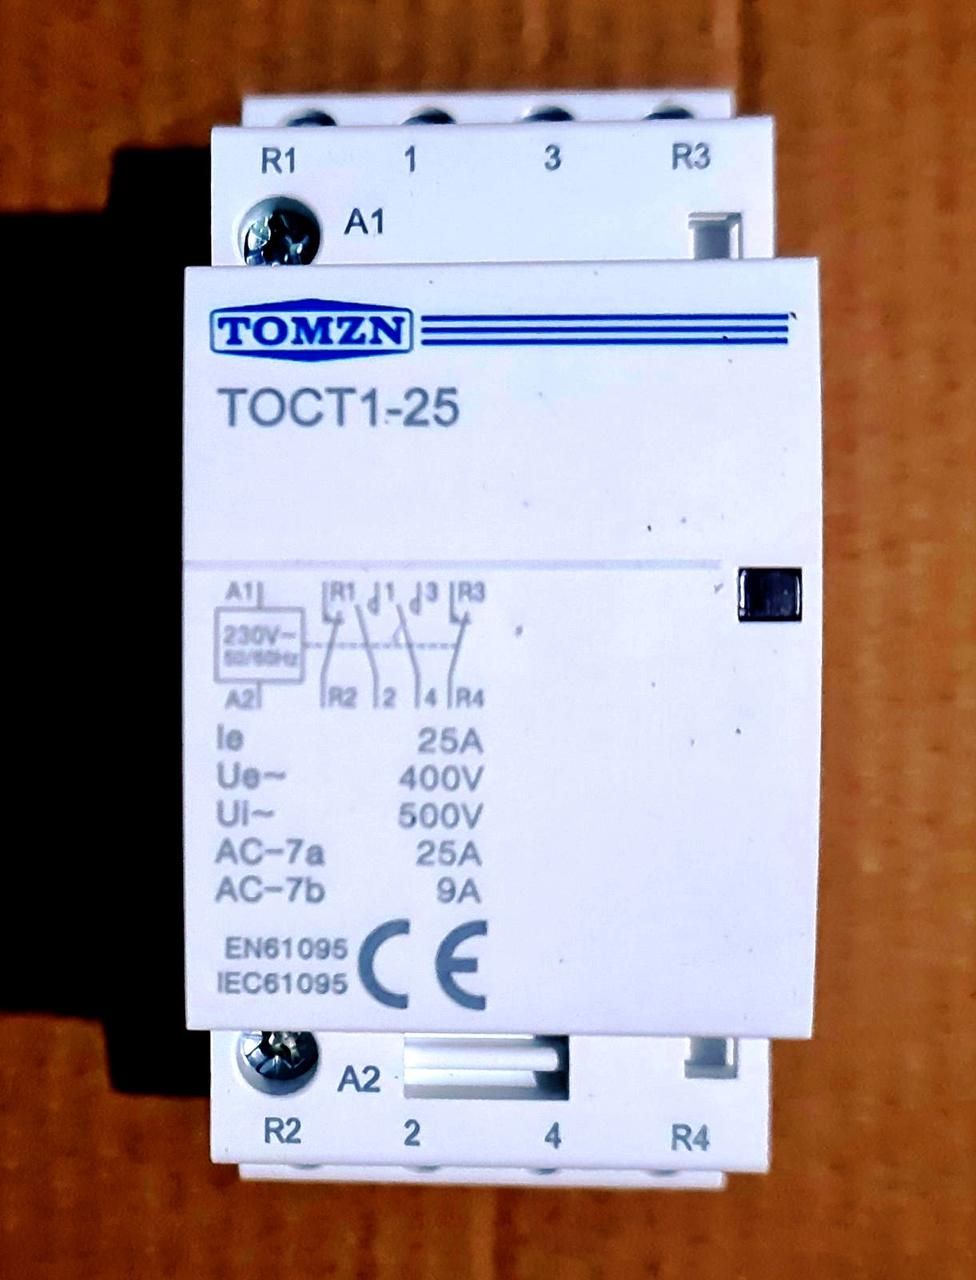 R1 1 3 R3
A1
TOMZN
TOCT1-25
A1 R1 1 3 R3
230V~
50/60Hz
A2 R2 2 4 R4
Ie 25A
Ue~ 400V
Ui~ 500V
AC-7a 25A
AC-7b 9A
EN61095
IEC61095
CE
A2
R2 2 4 R4